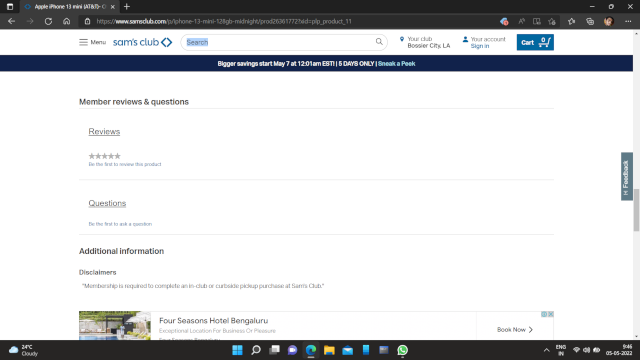 Apple iPhone 13 mini (AT&T)- C
https://www.samsclub.com/p/iphone-13-mini-128gb-midnight/prod26361772?xid=plp_product_11
Menu
sam's club
Search
Your club
Bossier City, LA
Your account
Sign in
Cart 0
Bigger savings start May 7 at 12:01am EST! | 5 DAYS ONLY | Sneak a Peek
Member reviews & questions
Reviews
Be the first to review this product
Questions
Be the first to ask a question
Additional information
Disclaimers
"Membership is required to complete an in-club or curbside pickup purchase at Sam's Club."
Feedback
Four Seasons Hotel Bengaluru
Exceptional Location For Business Or Pleasure
Four Seasons Bengaluru
Book Now
24°C
Cloudy
ENG
IN
9:46
05-05-2022